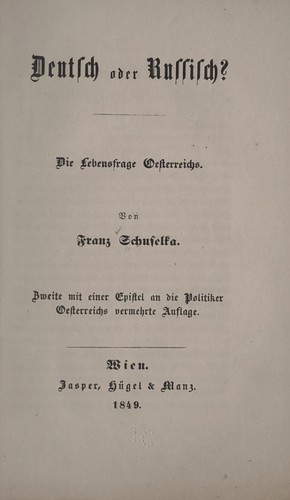 Deutsch oder Russisch?
Die Lebensfrage Oesterreichs.
Von
Franz Schuselka.
Zweite mit einer Epistel an die Politiker
Oesterreichs vermehrte Auflage.
Wien.
Jasper, Hügel & Manz.
1849.